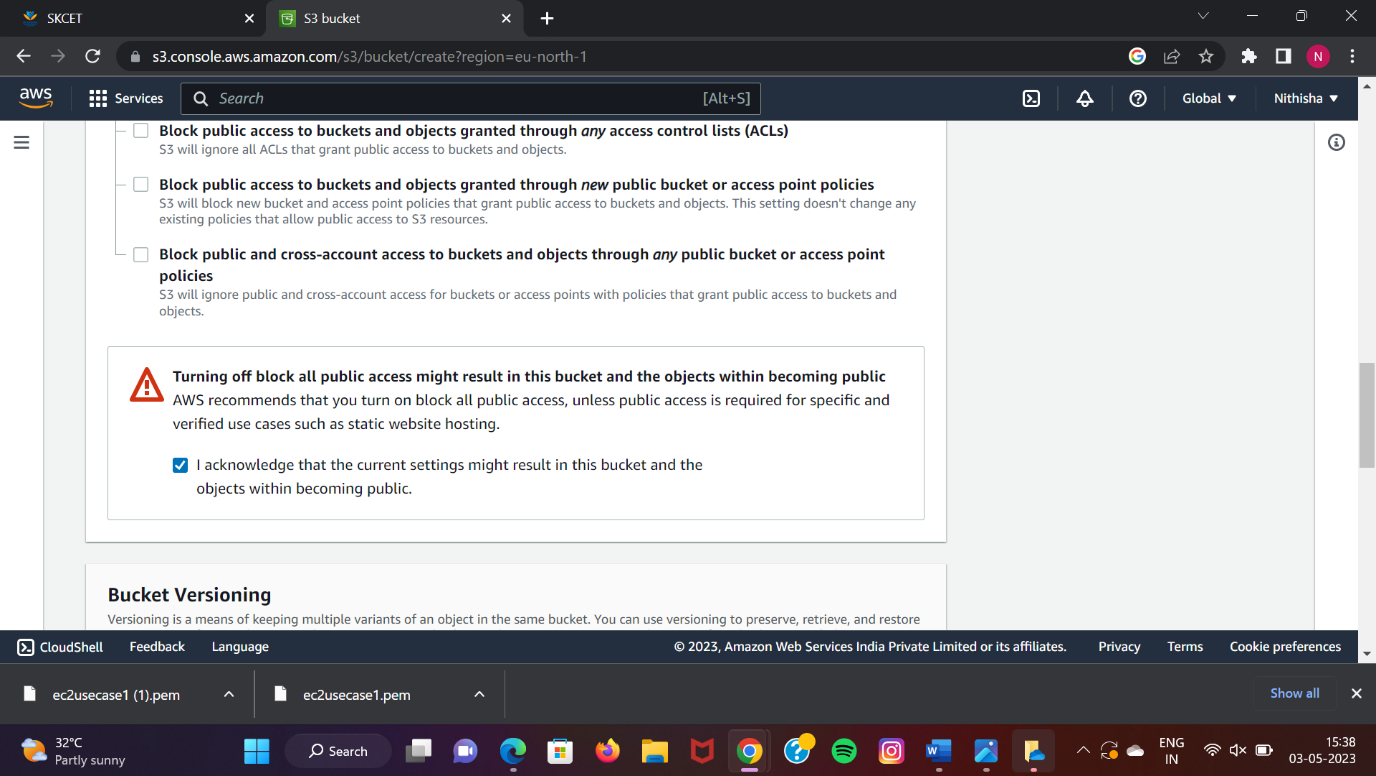 SKCET
S3 bucket
s3.console.aws.amazon.com/s3/bucket/create?region=eu-north-1
N
aws
Services
Search
[Alt+S]
Global
Nithisha
Block public access to buckets and objects granted through any access control lists (ACLs)
S3 will ignore all ACLs that grant public access to buckets and objects.
Block public access to buckets and objects granted through new public bucket or access point policies
S3 will block new bucket and access point policies that grant public access to buckets and objects. This setting doesn't change any
existing policies that allow public access to S3 resources.
Block public and cross-account access to buckets and objects through any public bucket or access point
policies
S3 will ignore public and cross-account access for buckets or access points with policies that grant public access to buckets and
objects.
Turning off block all public access might result in this bucket and the objects within becoming public
AWS recommends that you turn on block all public access, unless public access is required for specific and
verified use cases such as static website hosting.
I acknowledge that the current settings might result in this bucket and the
objects within becoming public.
Bucket Versioning
Versioning is a means of keeping multiple variants of an object in the same bucket. You can use versioning to preserve, retrieve, and restore
CloudShell
Feedback
Language
© 2023, Amazon Web Services India Private Limited or its affiliates.
Privacy
Terms
Cookie preferences
ec2usecase1 (1).pem
ec2usecase1.pem
Show all
32°C
Partly sunny
Search
ENG
IN
15:38
03-05-2023